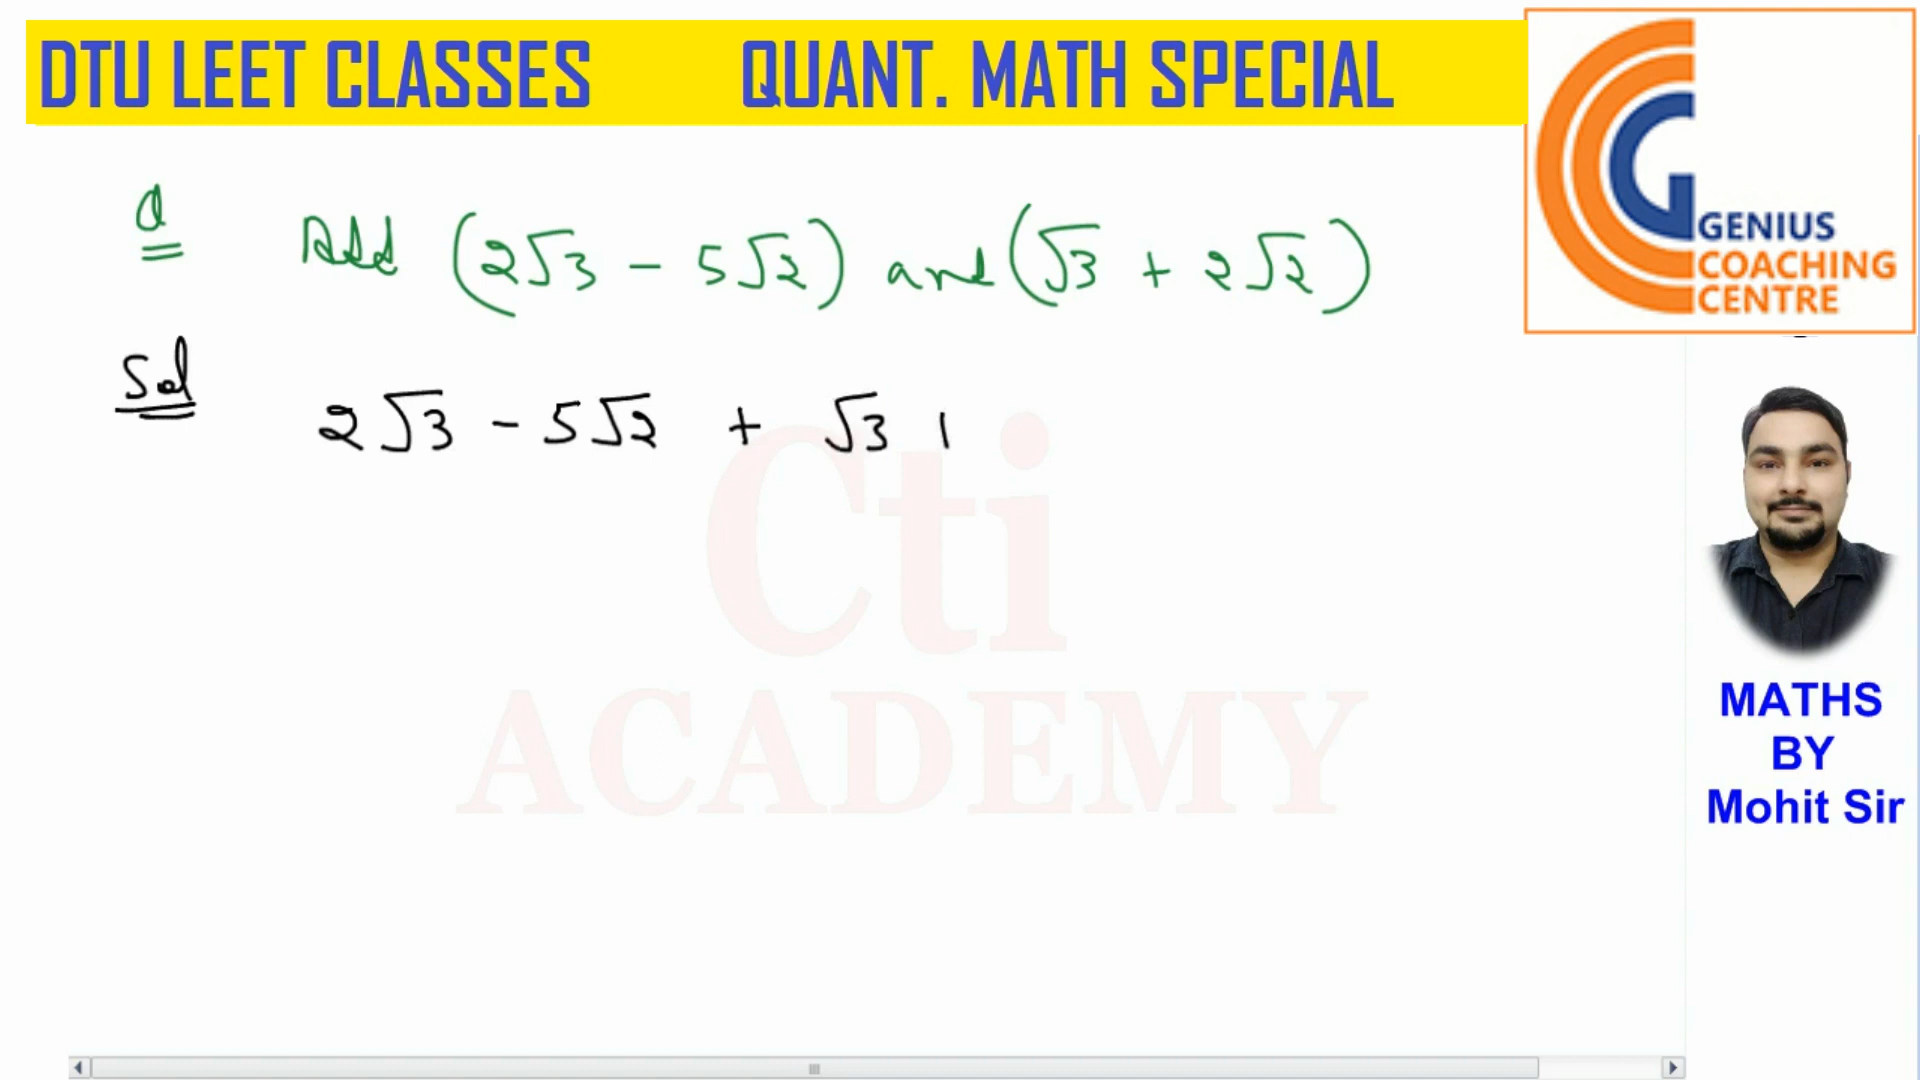 DTU LEET CLASSES QUANT. MATH SPECIAL
GENIUS
COACHING
CENTRE
Q Add (2√3 - 5√2) and (√3 + 2√2)
Sol 2√3 - 5√2 + √3 |
Cti
ACADEMY
MATHS
BY
Mohit Sir